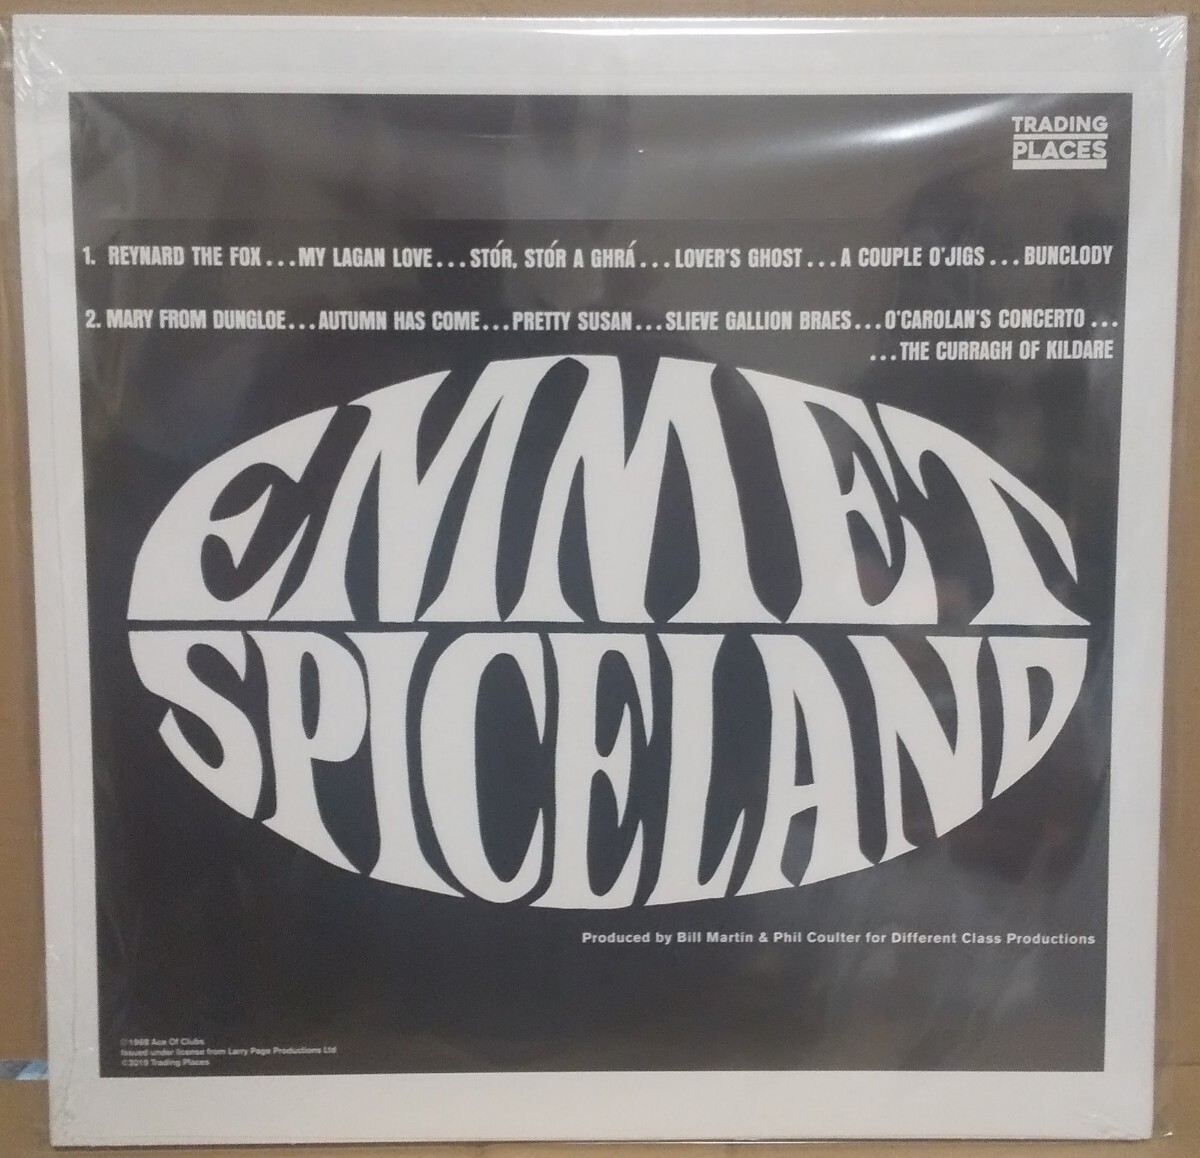 TRADING
PLACES
1. REYNARD THE FOX...MY LAGAN LOVE...STÓR, STÓR A GHRÁ...LOVER'S GHOST...A COUPLE O'JIGS...BUNCLODY
2. MARY FROM DUNGLOE...AUTUMN HAS COME...PRETTY SUSAN...SLIEVE GALLION BRAES...O'CAROLAN'S CONCERTO...
...THE CURRAGH OF KILDARE
EMMET
SPICELAND
Produced by Bill Martin & Phil Coulter for Different Class Productions
℗1968 Ace Of Clubs
Issued under license from Larry Page Productions Ltd
©2019 Trading Places